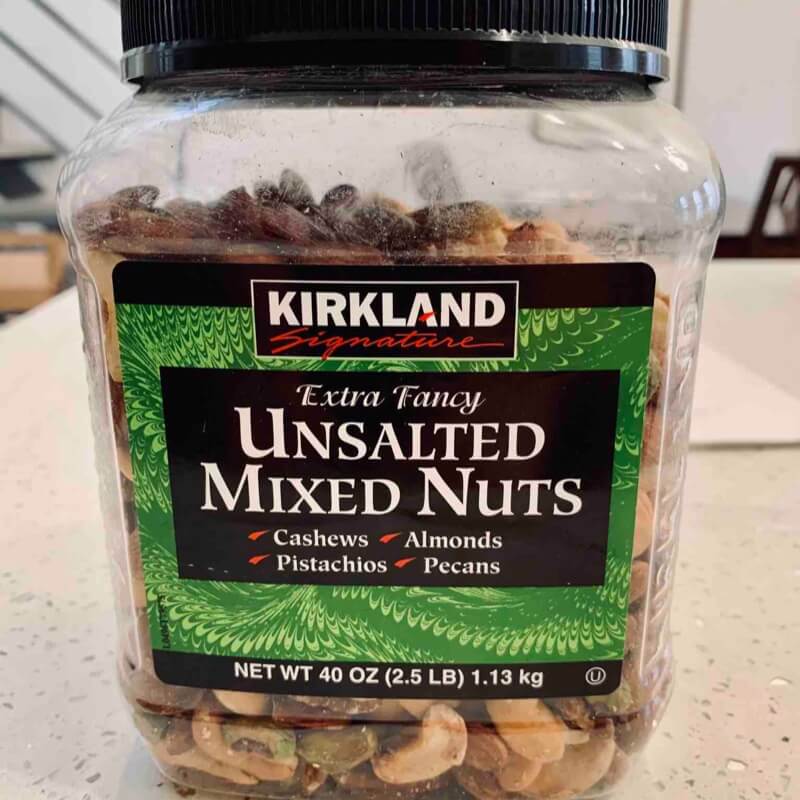 KIRKLAND
Signature
Extra Fancy
UNSALTED
MIXED NUTS
Cashews Almonds
Pistachios Pecans
NET WT 40 OZ (2.5 LB) 1.13 kg U